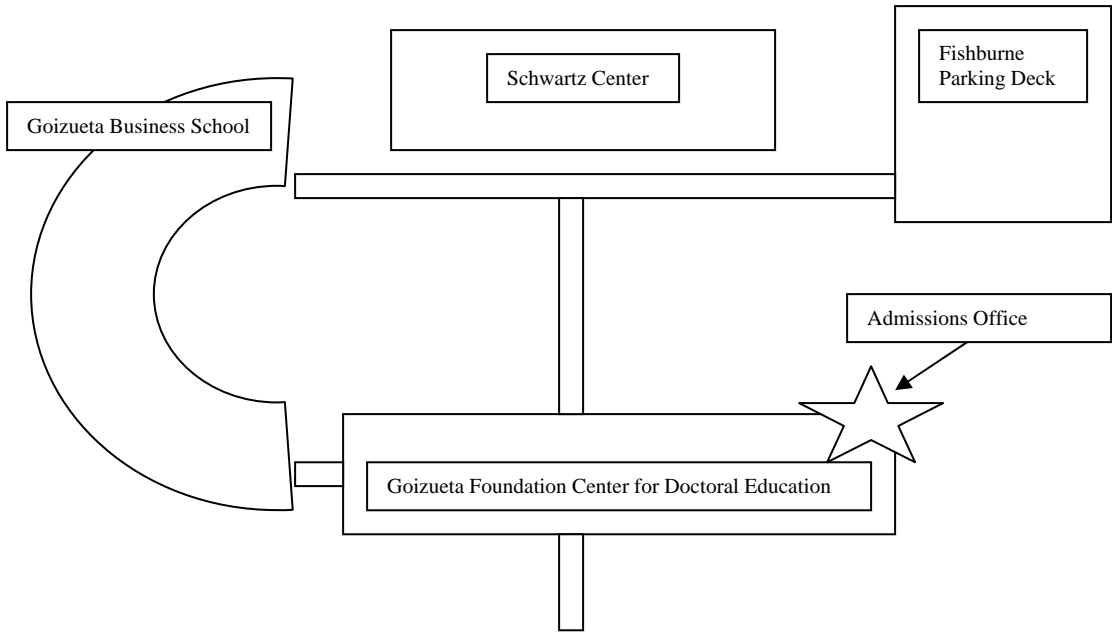 Fishburne
Parking Deck
Schwartz Center
Goizueta Business School
Admissions Office
Goizueta Foundation Center for Doctoral Education